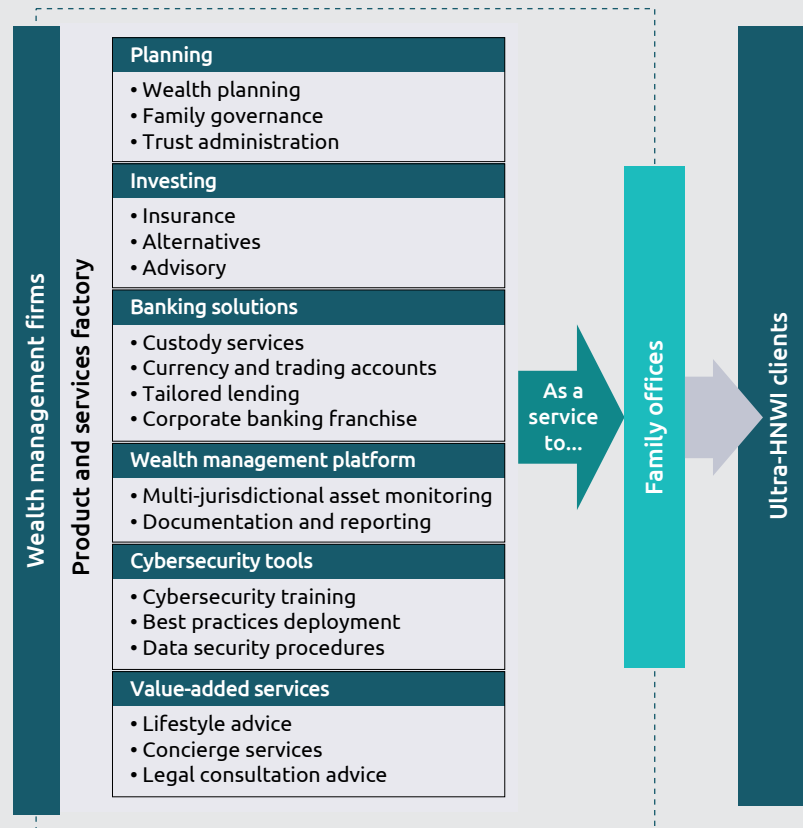 Wealth management firms
Product and services factory
Planning
• Wealth planning
• Family governance
• Trust administration
Investing
• Insurance
• Alternatives
• Advisory
Banking solutions
• Custody services
• Currency and trading accounts
• Tailored lending
• Corporate banking franchise
Wealth management platform
• Multi-jurisdictional asset monitoring
• Documentation and reporting
Cybersecurity tools
• Cybersecurity training
• Best practices deployment
• Data security procedures
Value-added services
• Lifestyle advice
• Concierge services
• Legal consultation advice
As a
service
to...
Family offices
Ultra-HNWI clients